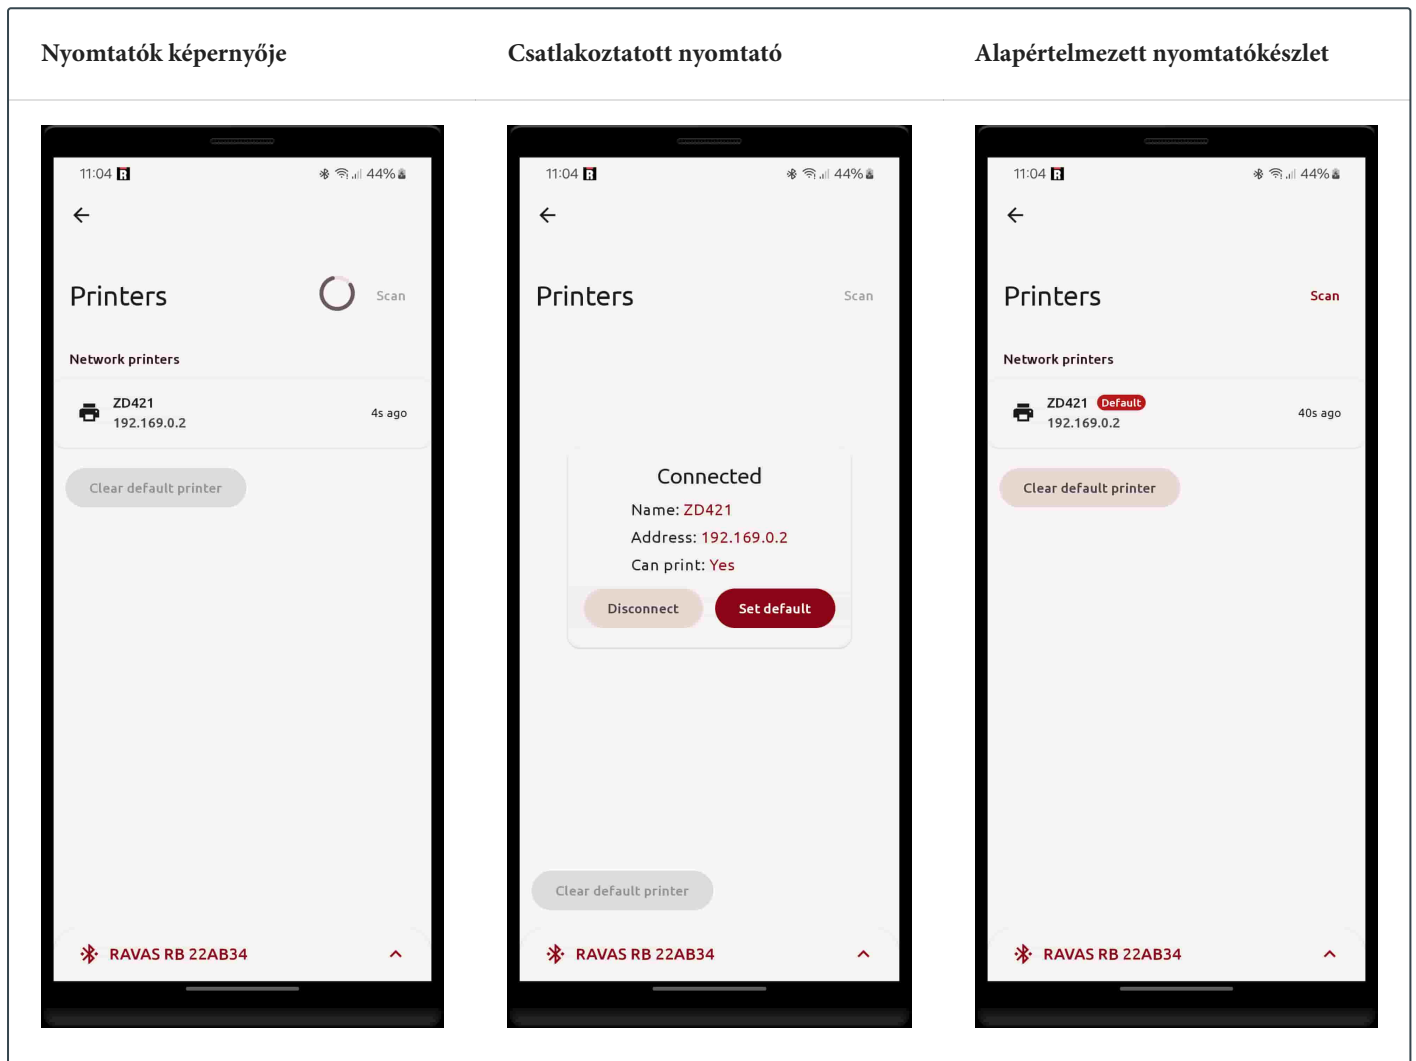 Nyomtatók képernyője
Csatlakoztatott nyomtató
Alapértelmezett nyomtatókészlet
11:04 R 44%
Printers
Scan
Network printers
ZD421
192.169.0.2
4s ago
Clear default printer
RAVAS RB 22AB34
11:04 R 44%
Printers
Scan
Connected
Name: ZD421
Address: 192.169.0.2
Can print: Yes
Disconnect
Set default
Clear default printer
RAVAS RB 22AB34
11:04 R 44%
Printers
Scan
Network printers
ZD421 Default
192.169.0.2
40s ago
Clear default printer
RAVAS RB 22AB34